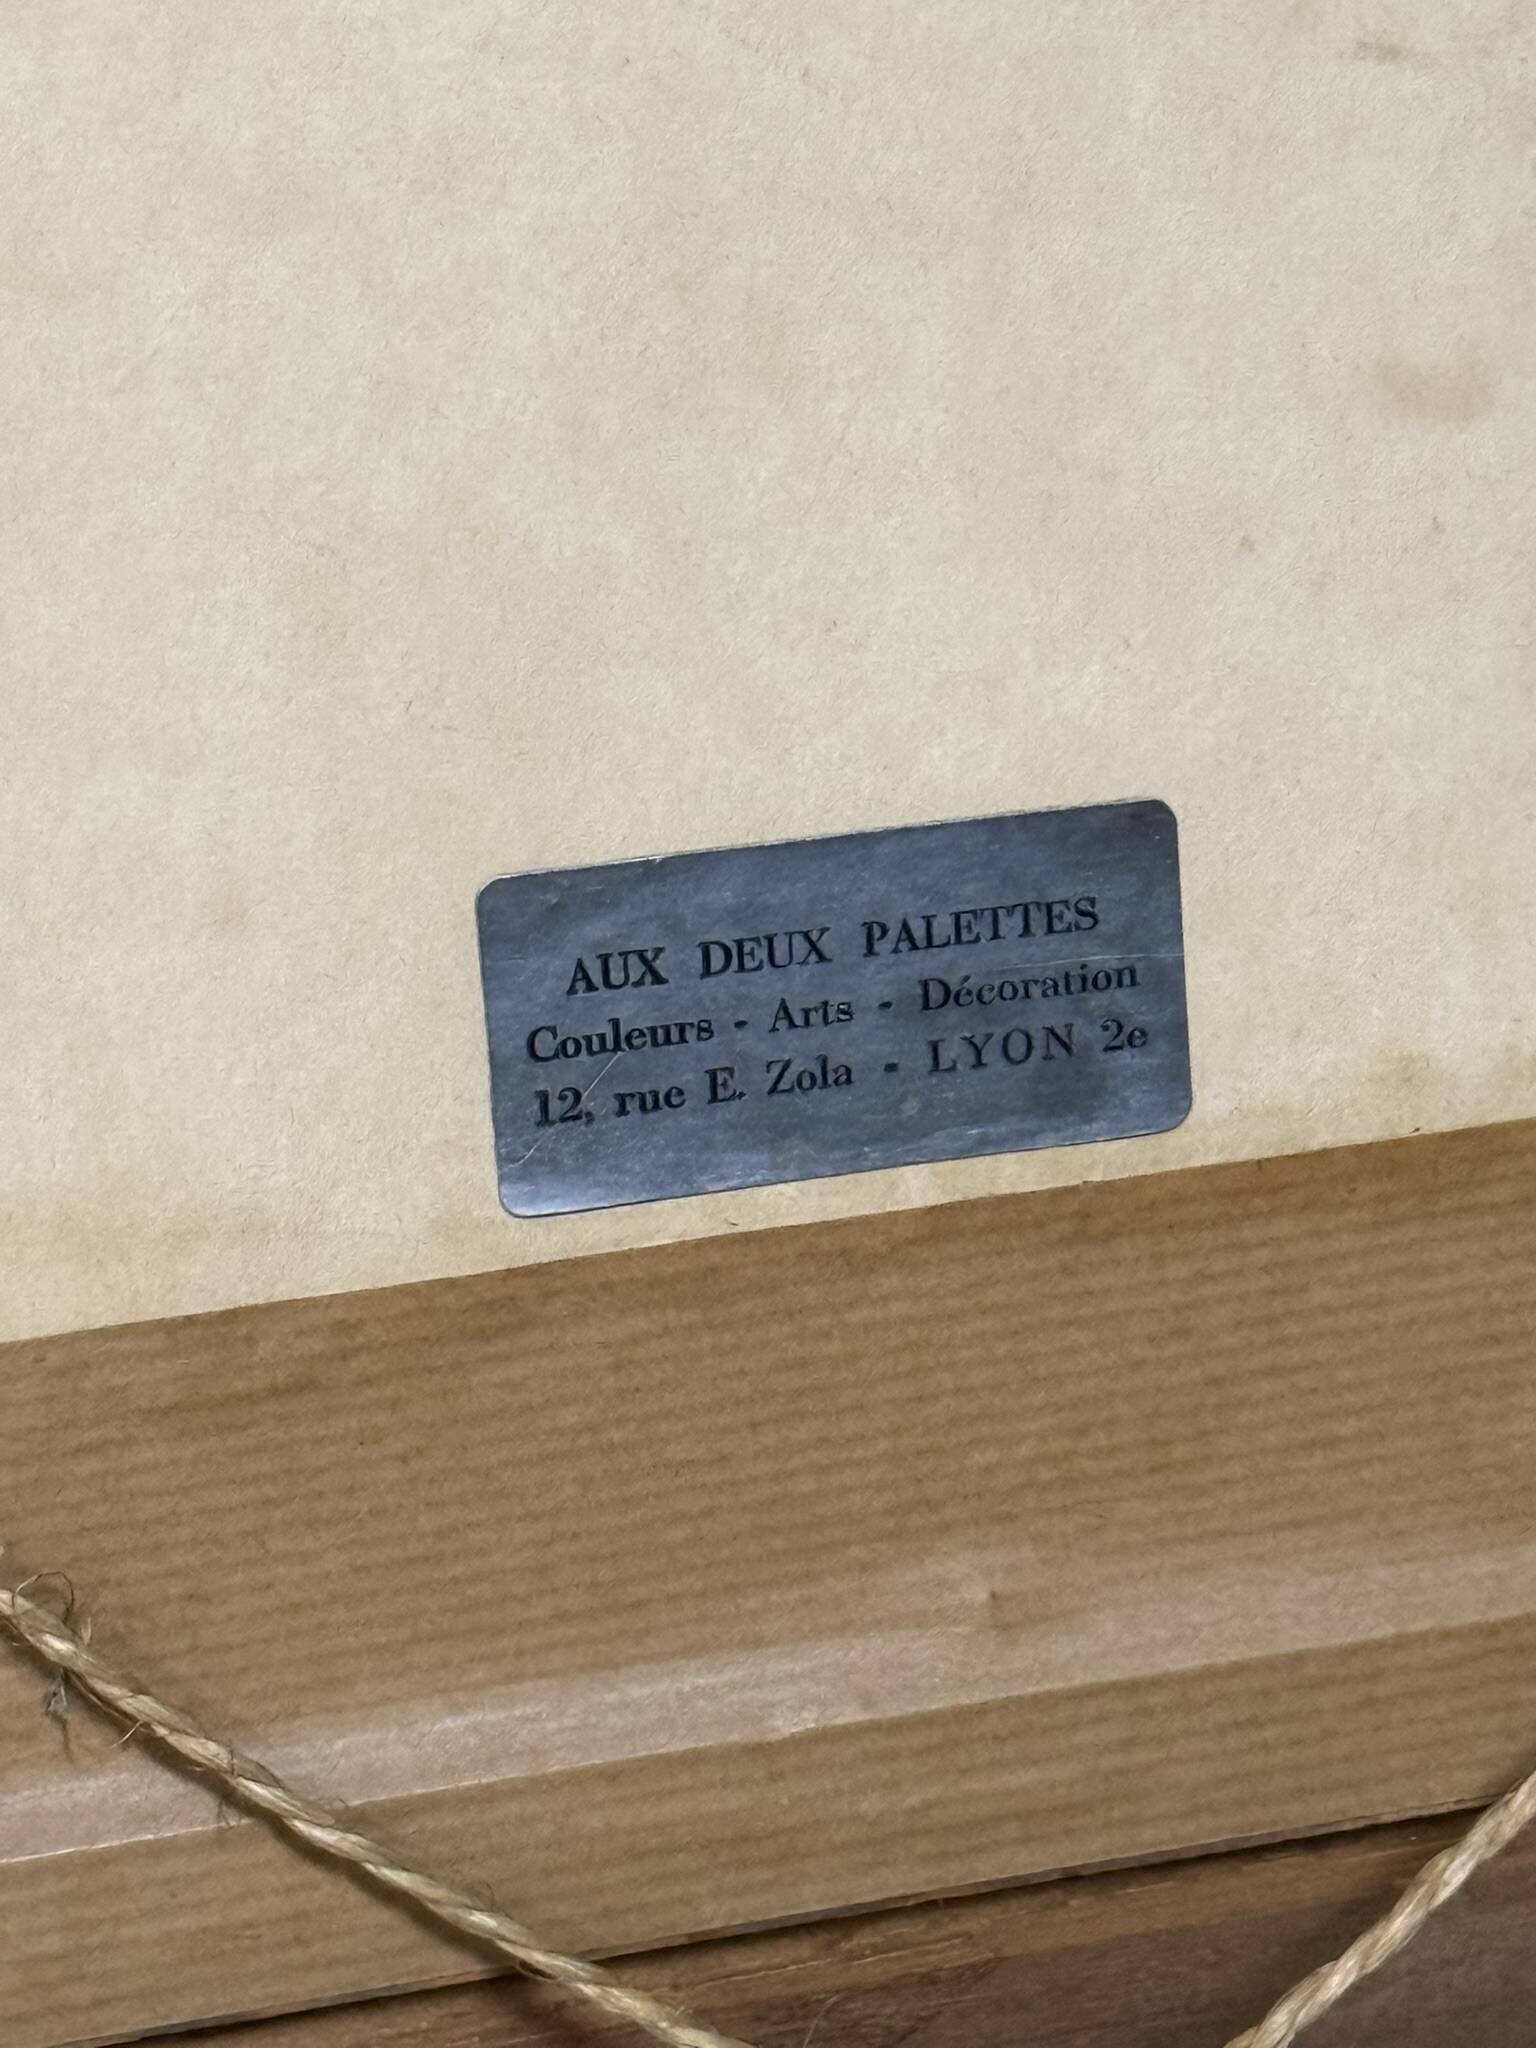 AUX DEUX PALETTES
Couleurs - Arts - Décoration
12, rue E. Zola - LYON 2e